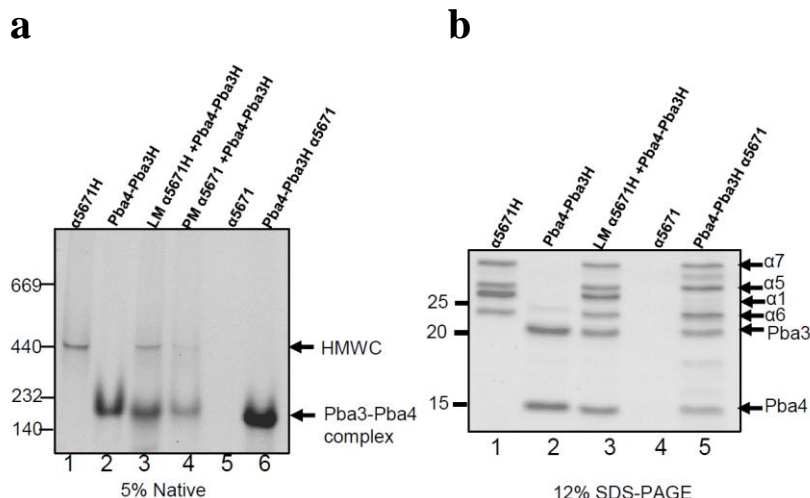 a
α5671H
Pba4-Pba3H
LM α5671H +Pba4-Pba3H
PM α5671 +Pba4-Pba3H
α5671
Pba4-Pba3H α5671
669
440
232
140
HMWC
Pba3-Pba4
complex
1 2 3 4 5 6
5% Native
b
α5671H
Pba4-Pba3H
LM α5671H +Pba4-Pba3H
α5671
Pba4-Pba3H α5671
25
20
15
α7
α5
α1
α6
Pba3
Pba4
1 2 3 4 5
12% SDS-PAGE